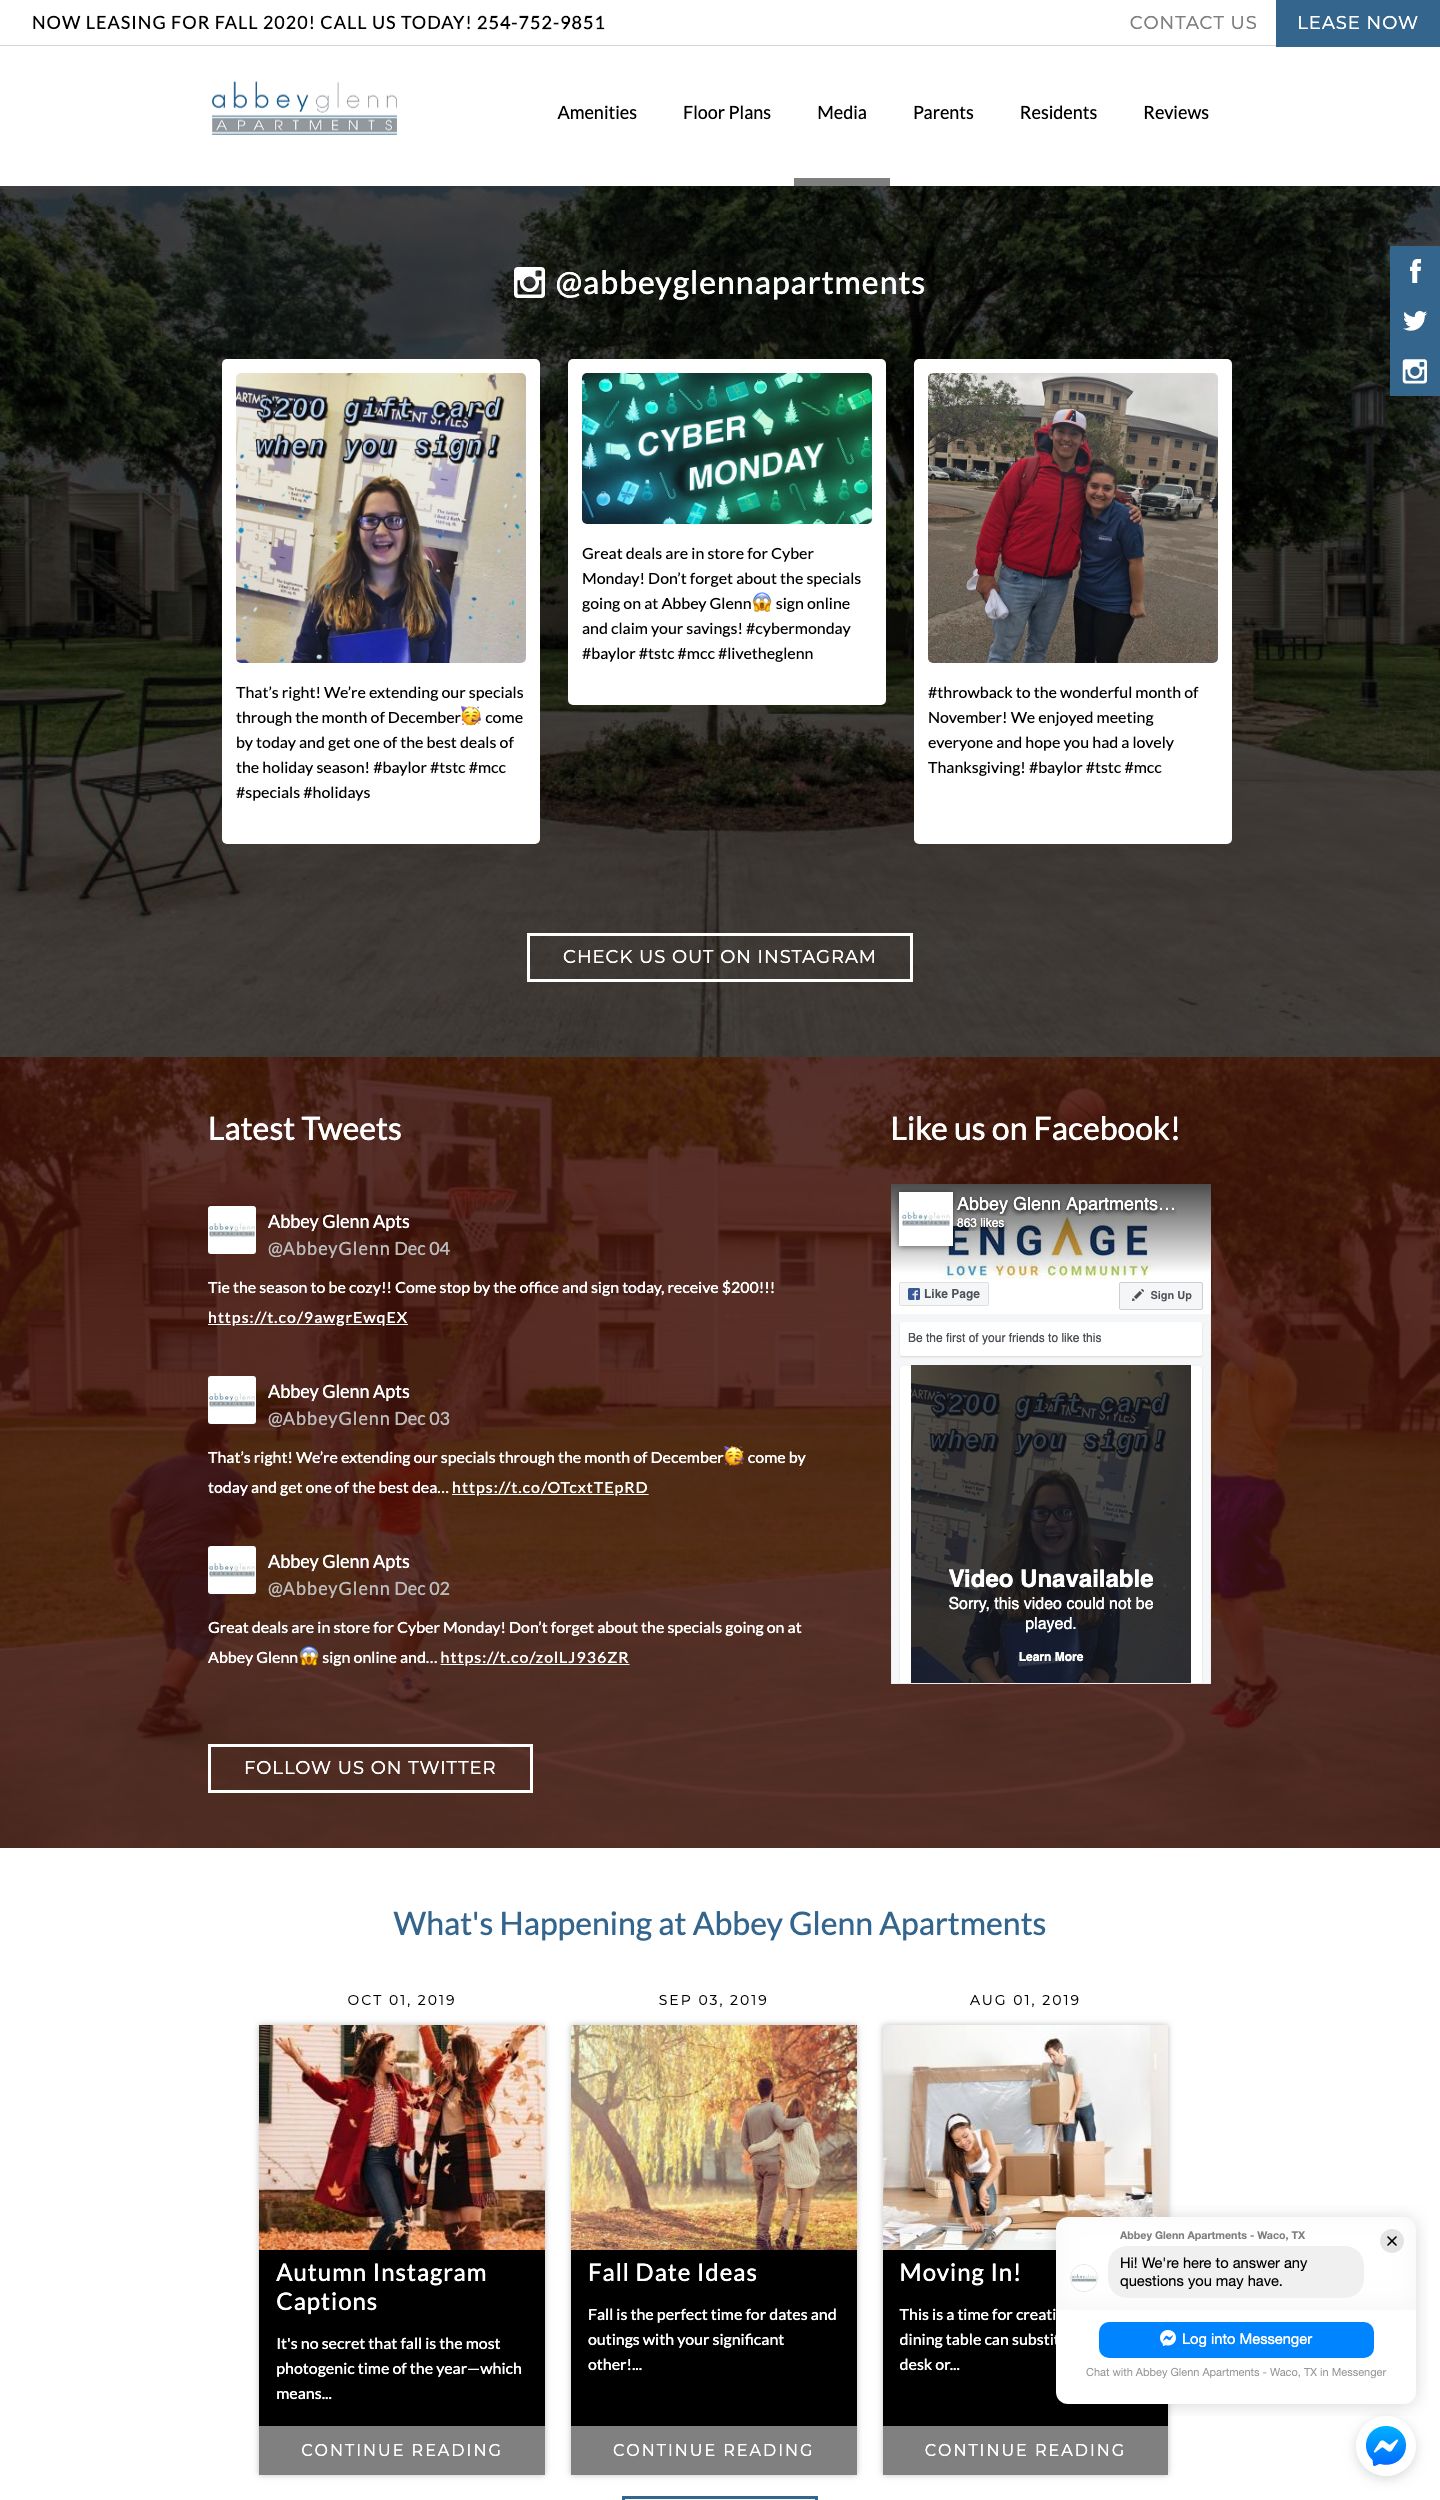 NOW LEASING FOR FALL 2020! CALL US TODAY! 254-752-9851
CONTACT US
LEASE NOW
abbeyglenn
APARTMENTS
Amenities
Floor Plans
Media
Parents
Residents
Reviews
@abbeyglennapartments
$200 gift card
when you sign!
That's right! We're extending our specials
through the month of December🥳 come
by today and get one of the best deals of
the holiday season! #baylor #tstc #mcc
#specials #holidays
CYBER
MONDAY
Great deals are in store for Cyber
Monday! Don't forget about the specials
going on at Abbey Glenn😱 sign online
and claim your savings! #cybermonday
#baylor #tstc #mcc #livetheglenn
#throwback to the wonderful month of
November! We enjoyed meeting
everyone and hope you had a lovely
Thanksgiving! #baylor #tstc #mcc
CHECK US OUT ON INSTAGRAM
Latest Tweets
Abbey Glenn Apts
@AbbeyGlenn Dec 04
Tie the season to be cozy!! Come stop by the office and sign today, receive $200!!!
https://t.co/9awgrEwqEX
Abbey Glenn Apts
@AbbeyGlenn Dec 03
That's right! We're extending our specials through the month of December🥳 come by
today and get one of the best dea... https://t.co/OTcxtTEpRD
Abbey Glenn Apts
@AbbeyGlenn Dec 02
Great deals are in store for Cyber Monday! Don't forget about the specials going on at
Abbey Glenn😱 sign online and... https://t.co/zolLJ936ZR
FOLLOW US ON TWITTER
Like us on Facebook!
Abbey Glenn Apartments...
863 likes
ENGAGE
LOVE YOUR COMMUNITY
Like Page
Sign Up
Be the first of your friends to like this
$200 gift card
when you sign!
Video Unavailable
Sorry, this video could not be
played.
Learn More
What's Happening at Abbey Glenn Apartments
OCT 01, 2019
Autumn Instagram
Captions
It's no secret that fall is the most
photogenic time of the year—which
means...
CONTINUE READING
SEP 03, 2019
Fall Date Ideas
Fall is the perfect time for dates and
outings with your significant
other!...
CONTINUE READING
AUG 01, 2019
Moving In!
This is a time for creati
dining table can substit
desk or...
CONTINUE READING
Abbey Glenn Apartments - Waco, TX
Hi! We're here to answer any
questions you may have.
Log into Messenger
Chat with Abbey Glenn Apartments - Waco, TX in Messenger